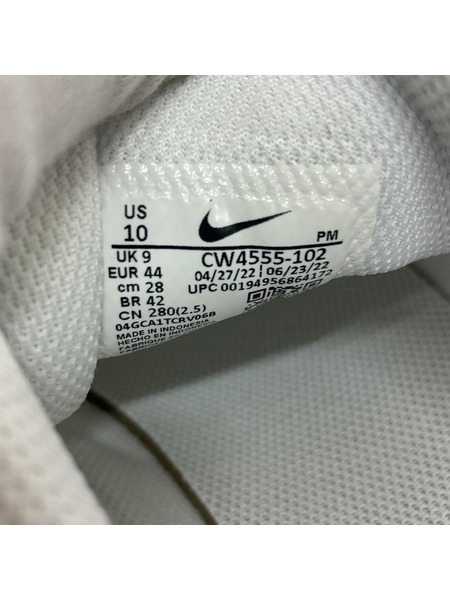 US
10
PM
UK 9
CW4555-102
EUR 44
04/27/22 | 06/23/22
cm 28
UPC 00194956864172
BR 42
CN 280(2.5)
04GCA1TCRV06B
MADE IN INDONESIA
HECHO EN INDONESIA